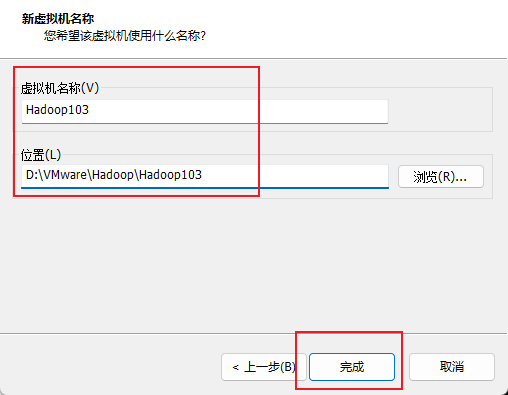 新虚拟机名称
您希望该虚拟机使用什么名称?
虚拟机名称(V)
Hadoop103
位置(L)
D:\VMware\Hadoop\Hadoop103
浏览(R)...
< 上一步(B)
完成
取消